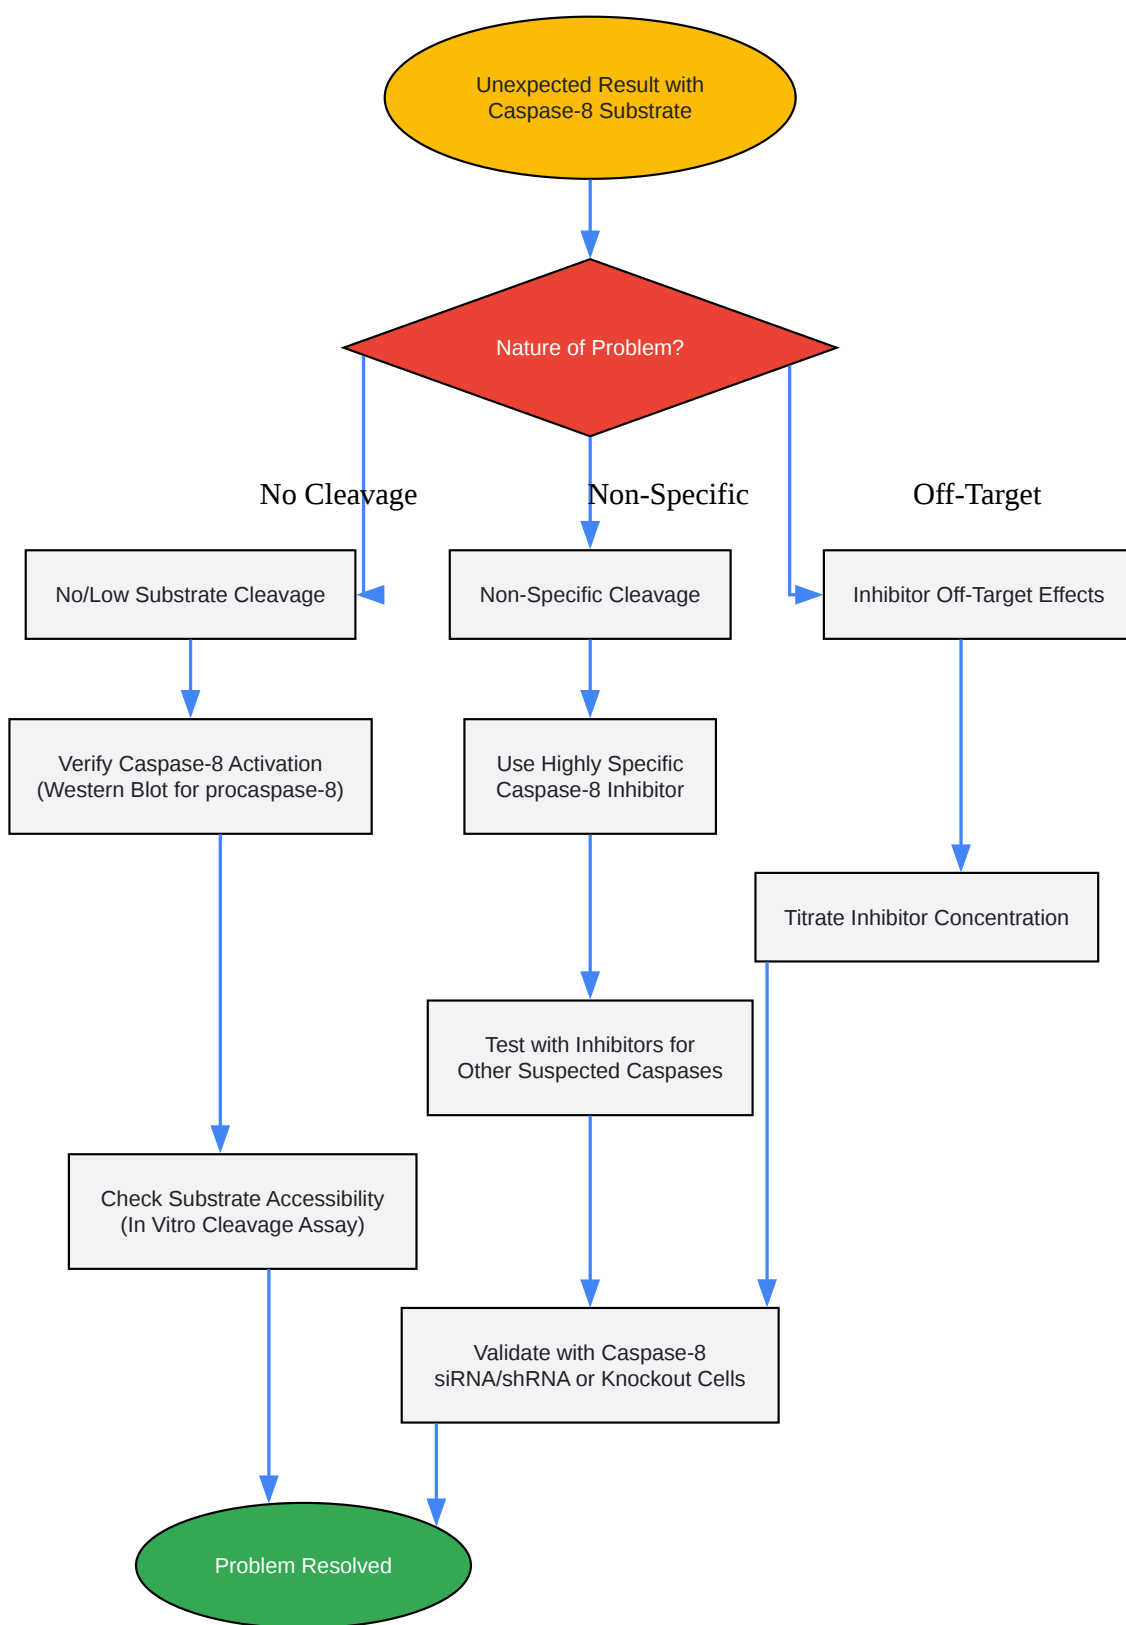 Unexpected Result with
Caspase-8 Substrate
Nature of Problem?
No Cleavage
Non-Specific
Off-Target
No/Low Substrate Cleavage
Non-Specific Cleavage
Inhibitor Off-Target Effects
Verify Caspase-8 Activation
(Western Blot for procaspase-8)
Use Highly Specific
Caspase-8 Inhibitor
Titrate Inhibitor Concentration
Test with Inhibitors for
Other Suspected Caspases
Check Substrate Accessibility
(In Vitro Cleavage Assay)
Validate with Caspase-8
siRNA/shRNA or Knockout Cells
Problem Resolved